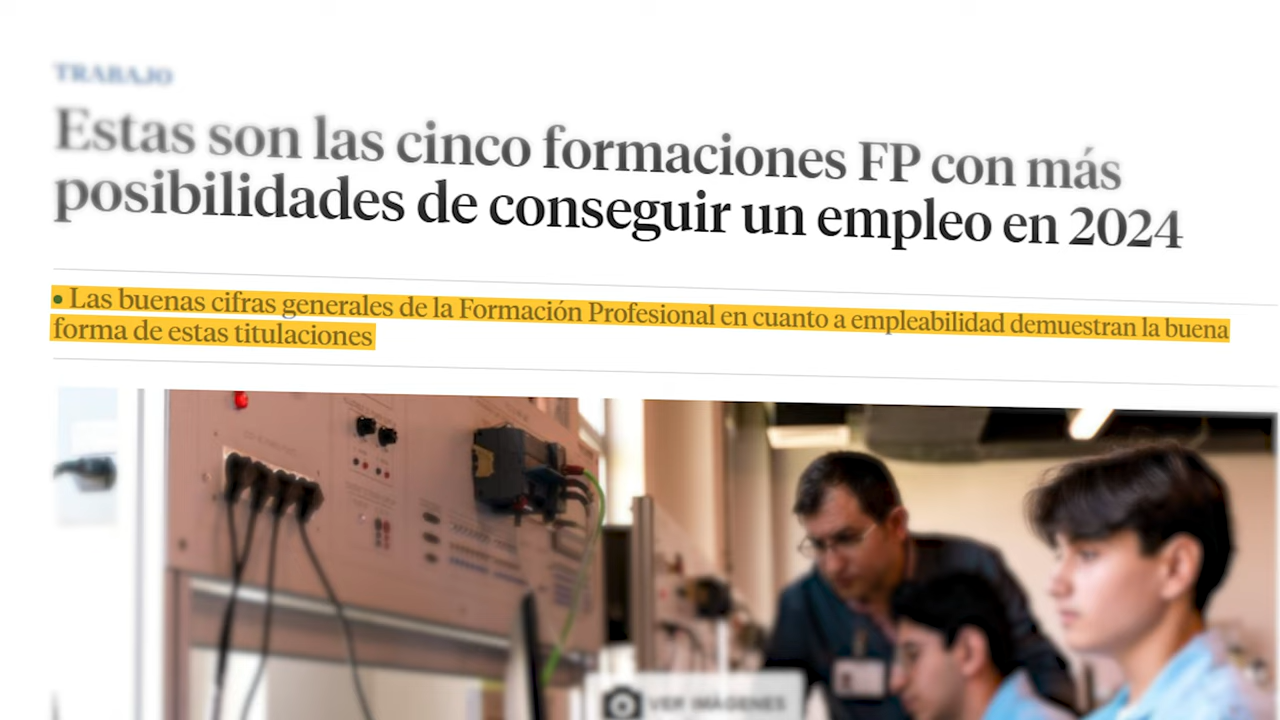 TRABAJO
Estas son las cinco formaciones FP con más
posibilidades de conseguir un empleo en 2024
• Las buenas cifras generales de la Formación Profesional en cuanto a empleabilidad demuestran la buena
forma de estas titulaciones
VER IMÁGENES